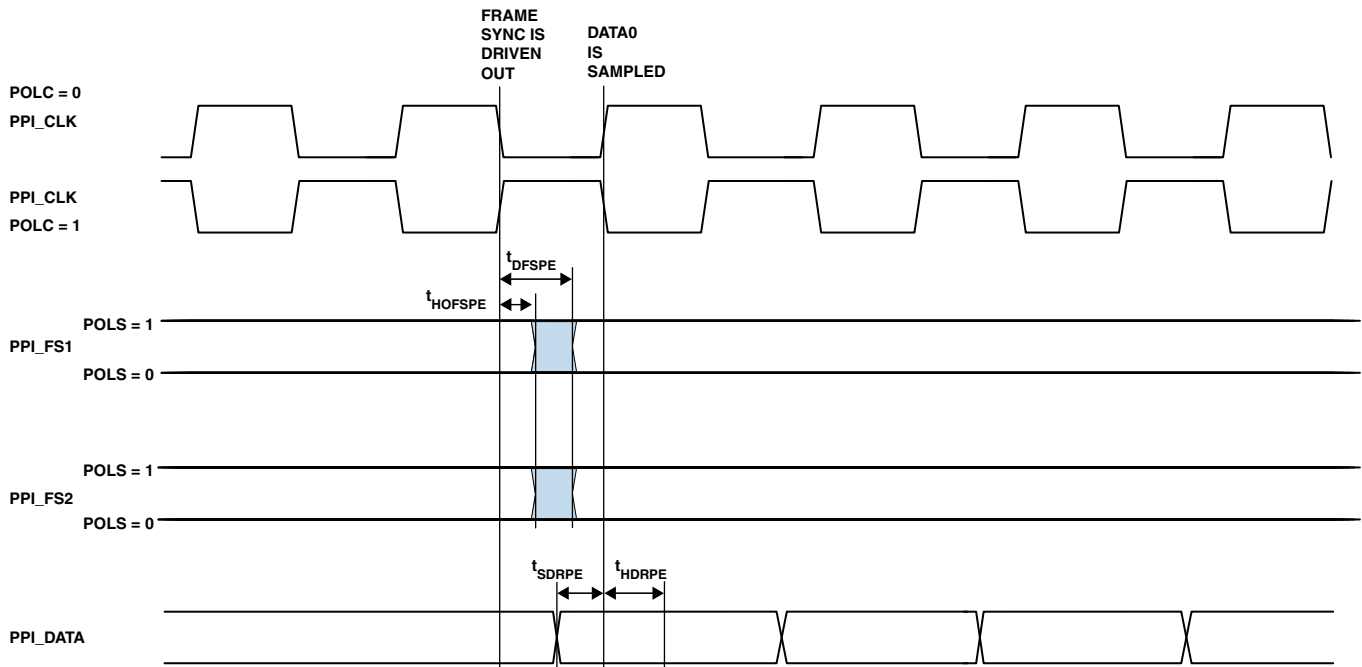 FRAME
SYNC IS
DRIVEN
OUT
DATA0
IS
SAMPLED
POLC = 0
PPI_CLK
PPI_CLK
POLC = 1
tDFSPE
tHOFSPE
POLS = 1
PPI_FS1
POLS = 0
POLS = 1
PPI_FS2
POLS = 0
tSDRPE
tHDRPE
PPI_DATA